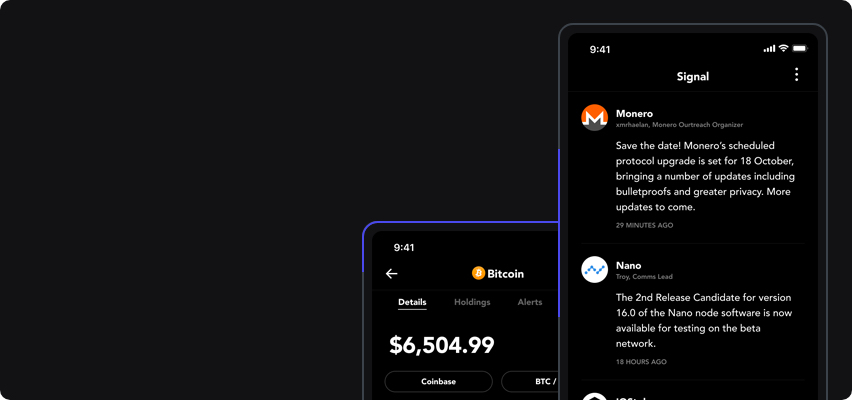 9:41
Signal
Monero
xmrhaelan, Monero Ourtreach Organizer
Save the date! Monero's scheduled
protocol upgrade is set for 18 October,
bringing a number of updates including
bulletproofs and greater privacy. More
updates to come.
29 MINUTES AGO
Nano
Troy, Comms Lead
The 2nd Release Candidate for version
16.0 of the Nano node software is now
available for testing on the beta
network.
18 HOURS AGO
9:41
Bitcoin
Details Holdings Alerts
$6,504.99
Coinbase BTC /